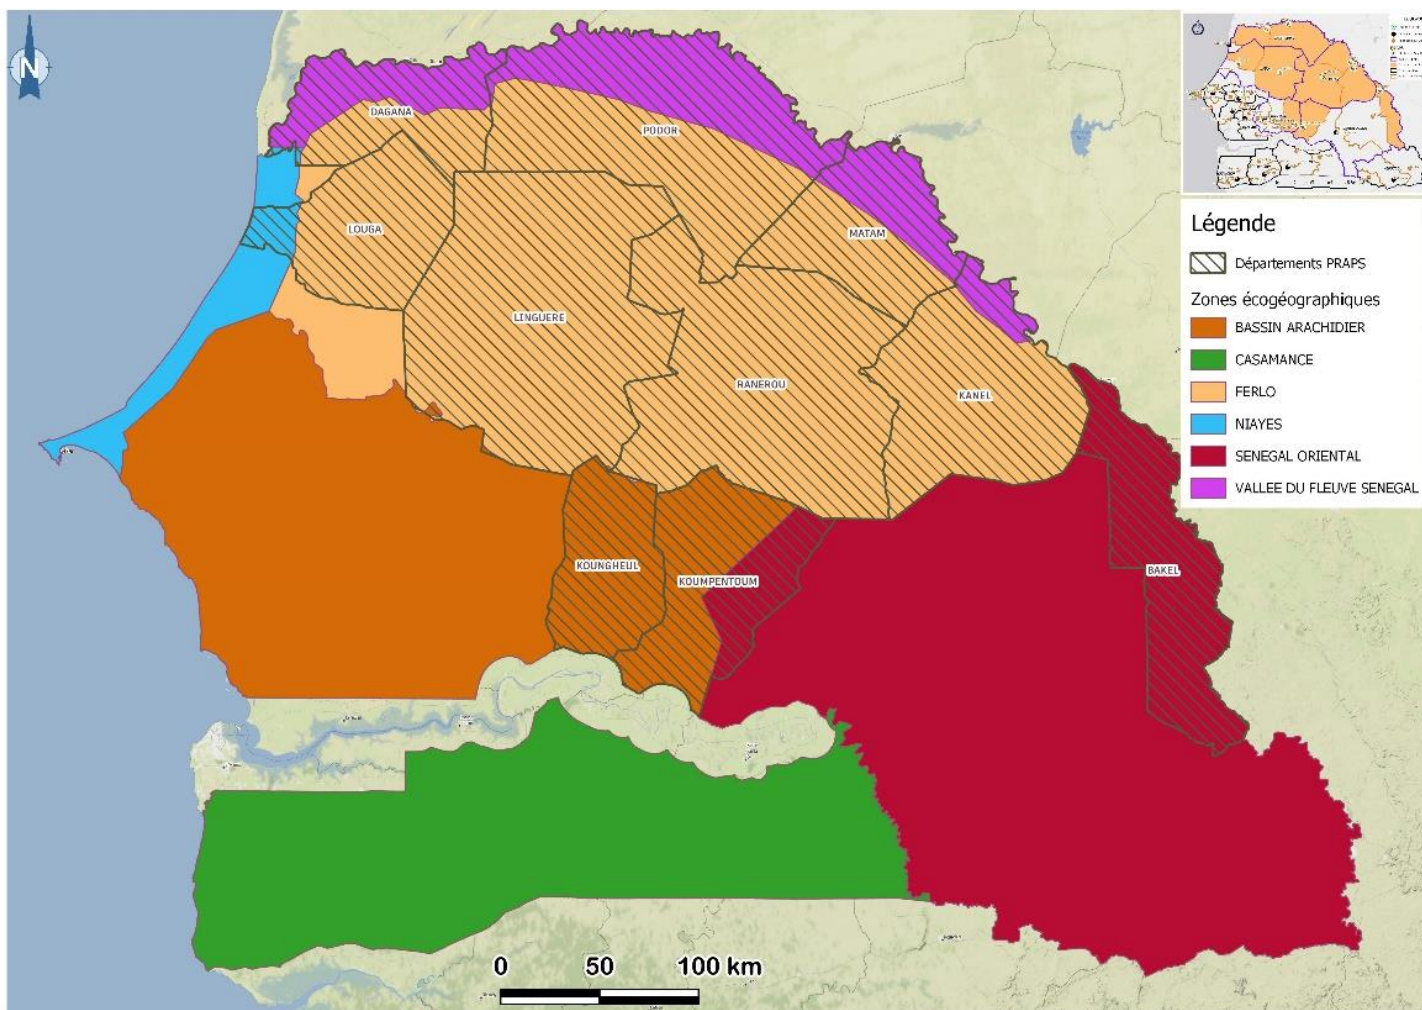 N
DAGANA
PODOR
LOUGA
MATAM
LINGUERE
RANEROU
KANEL
KOUNGHEUL
KOUMPENTOUM
BAKEL
0 50 100 km
Légende
Départements PRAPS
Zones écogéographiques
BASSIN ARACHIDIER
CASAMANCE
FERLO
NIAYES
SENEGAL ORIENTAL
VALLEE DU FLEUVE SENEGAL